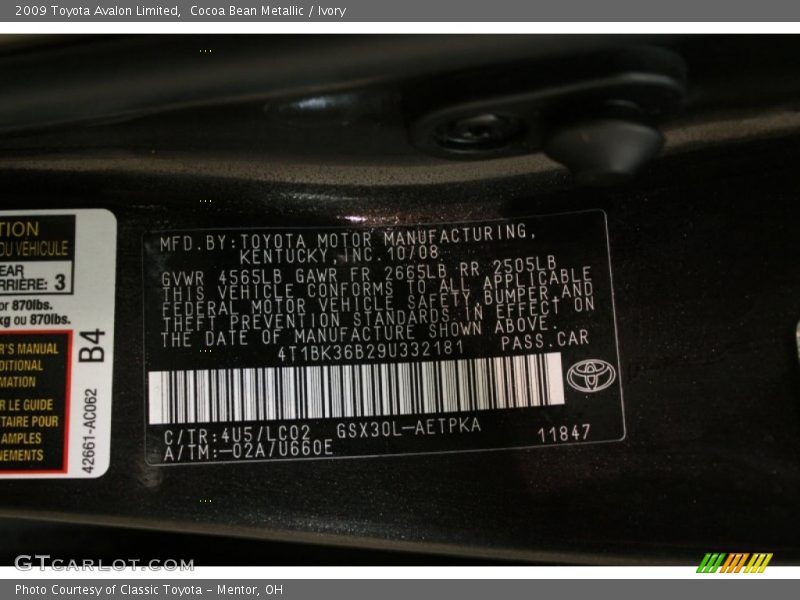 2009 Toyota Avalon Limited,  Cocoa Bean Metallic / Ivory
TION
DU VÉHICULE
EAR
RRIÈRE: 3
or 870lbs.
kg ou 870lbs.
R'S MANUAL
DITIONAL
MATION
R LE GUIDE
TAIRE POUR
AMPLES
NEMENTS
B4
42661-AC062
MFD. BY: TOYOTA MOTOR MANUFACTURING,
KENTUCKY, INC. 10/08
GVWR 4565LB GAWR FR 2665LB RR 2505LB
THIS VEHICLE CONFORMS TO ALL APPLICABLE
FEDERAL MOTOR VEHICLE SAFETY, BUMPER, AND
THEFT PREVENTION STANDARDS IN EFFECT ON
THE DATE OF MANUFACTURE SHOWN ABOVE.
4T1BK36B29U332181 PASS.CAR
C/TR:4U5/LC02 GSX30L-AETPKA
A/TM:-02A/U660E 11847
GTCARLOT.COM
Photo Courtesy of Classic Toyota - Mentor, OH